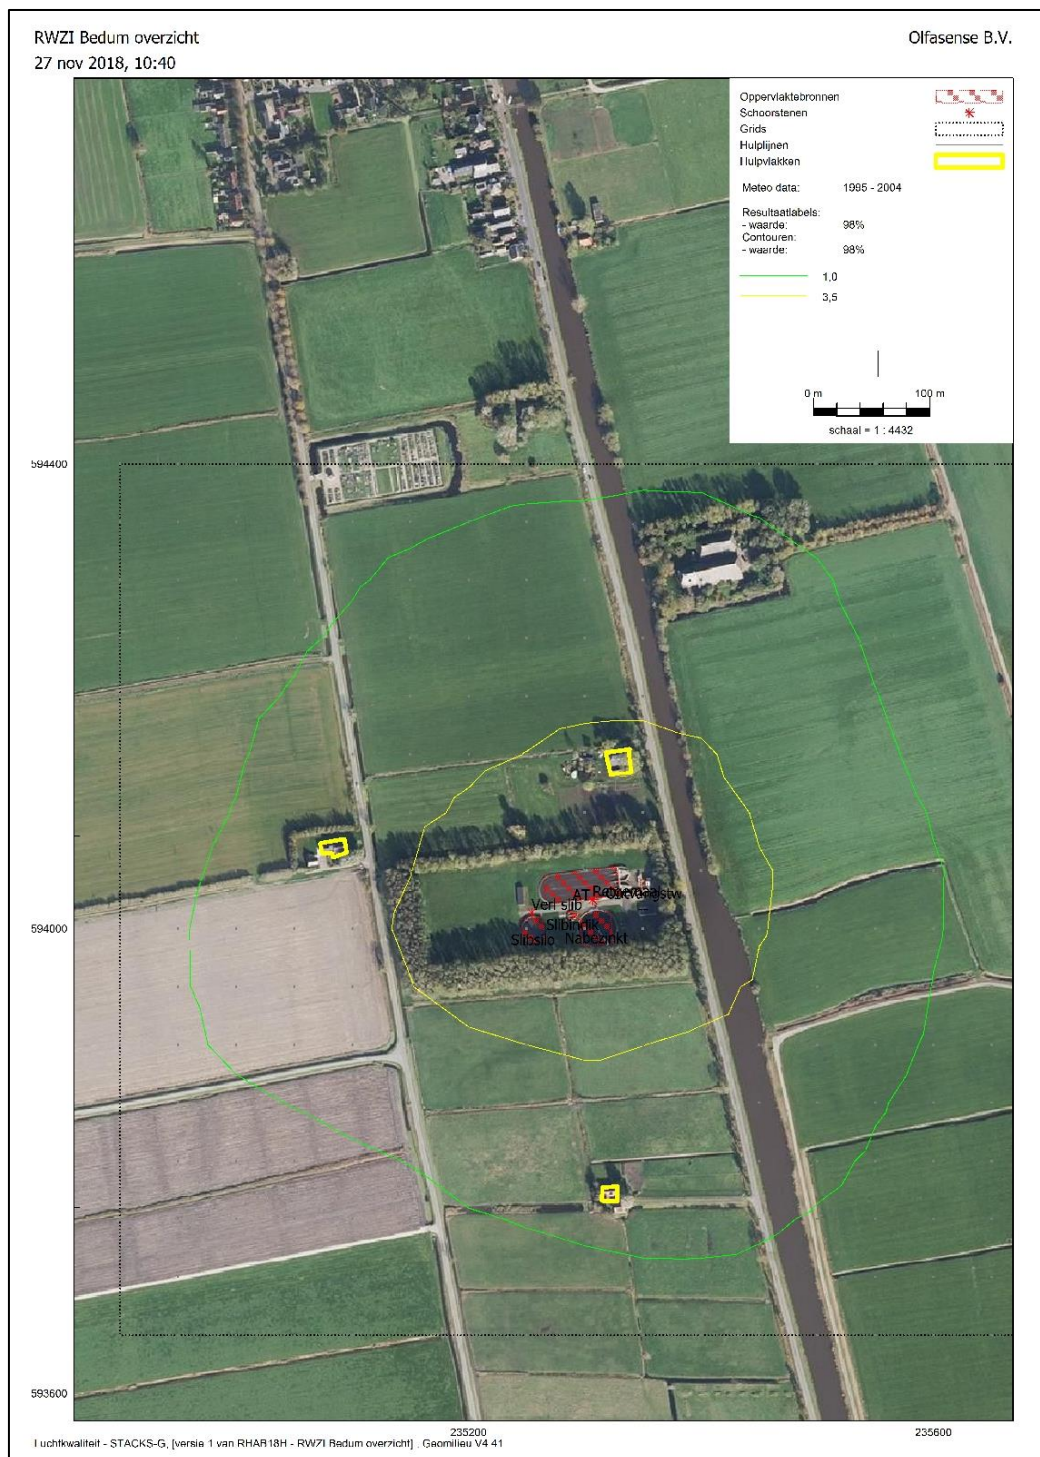 RWZI Bedum overzicht
Olfasense B.V.
27 nov 2018, 10:40
Oppervlaktebronnen
Schoorstenen
Grids
Hulplijnen
Hulpvlakken
Meteo data: 1995 - 2004
Resultaatlabels:
- waarde: 98%
Contouren:
- waarde: 98%
1,0
3,5
0 m 100 m
schaal = 1 : 4432
594400
AT
Verl slib
594000
Slibindik
Slibsilo
Nabezinkt
593600
235200
235600
Luchtkwaliteit - STACKS-G, [versie 1 van RHAB18H - RWZI Bedum overzicht] , Geomilieu V4.41